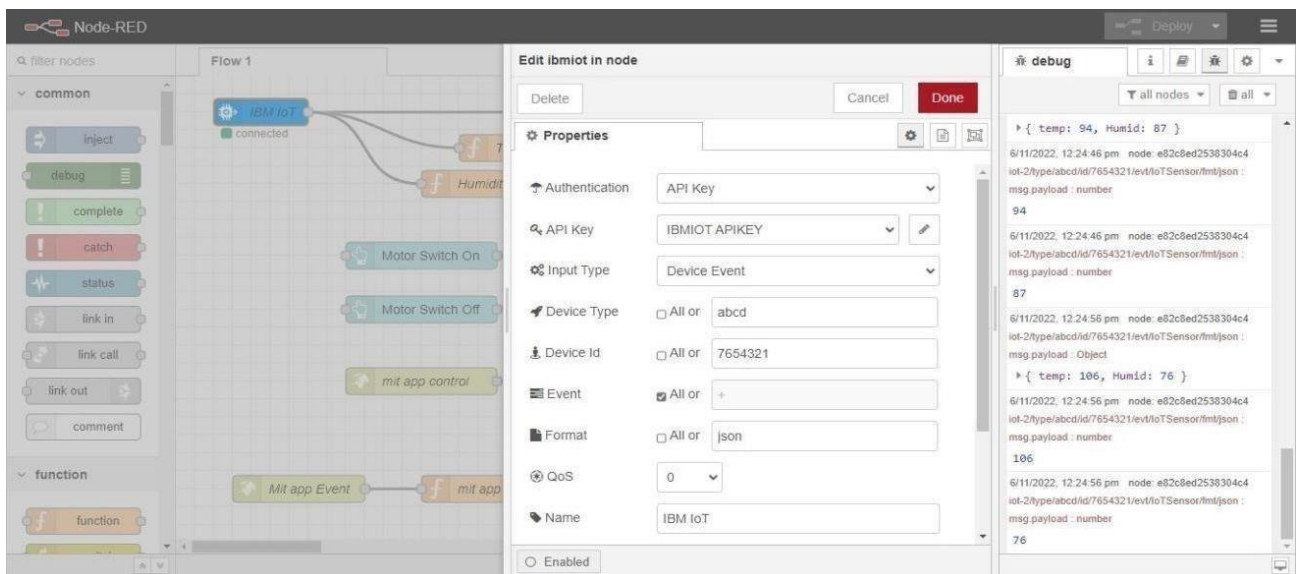 Node-RED
Deploy
filter nodes
common
inject
debug
complete
catch
status
link in
link call
link out
comment
function
function
Flow 1
IBM IoT
connected
Humidit
Motor Switch On
Motor Switch Off
mit app control
Mit app Event
mit app
Edit ibmiot in node
Delete
Cancel
Done
Properties
Authentication
API Key
API Key
IBMIOT APIKEY
Input Type
Device Event
Device Type
All or
abcd
Device Id
All or
7654321
Event
All or
+
Format
All or
json
QoS
0
Name
IBM IoT
Enabled
debug
i
all nodes
all
{ temp: 94, Humid: 87 }
6/11/2022, 12:24:46 pm node: e82c8ed2538304c4
iot-2/type/abcd/id/7654321/evt/IoTSensor/fmt/json :
msg.payload : number
94
6/11/2022, 12:24:46 pm node: e82c8ed2538304c4
iot-2/type/abcd/id/7654321/evt/IoTSensor/fmt/json :
msg.payload : number
87
6/11/2022, 12:24:56 pm node: e82c8ed2538304c4
iot-2/type/abcd/id/7654321/evt/IoTSensor/fmt/json :
msg.payload : Object
{ temp: 106, Humid: 76 }
6/11/2022, 12:24:56 pm node: e82c8ed2538304c4
iot-2/type/abcd/id/7654321/evt/IoTSensor/fmt/json :
msg.payload : number
106
6/11/2022, 12:24:56 pm node: e82c8ed2538304c4
iot-2/type/abcd/id/7654321/evt/IoTSensor/fmt/json :
msg.payload : number
76